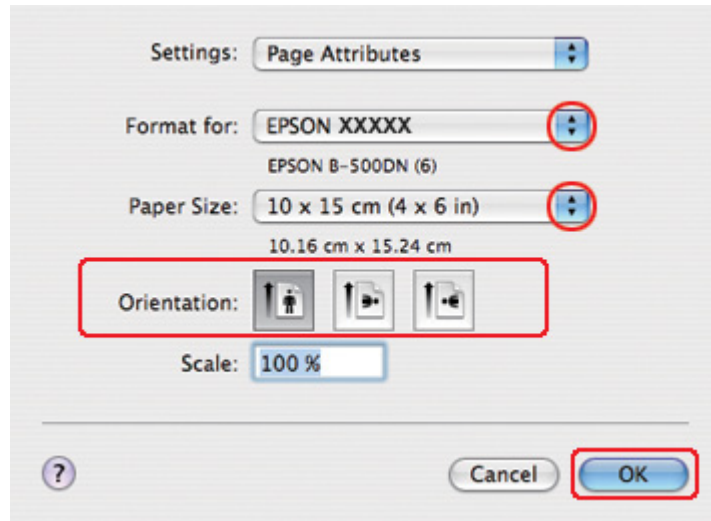 Settings: Page Attributes
Format for: EPSON XXXXX
EPSON B-500DN (6)
Paper Size: 10 x 15 cm (4 x 6 in)
10.16 cm x 15.24 cm
Orientation:
Scale: 100 %
? Cancel OK